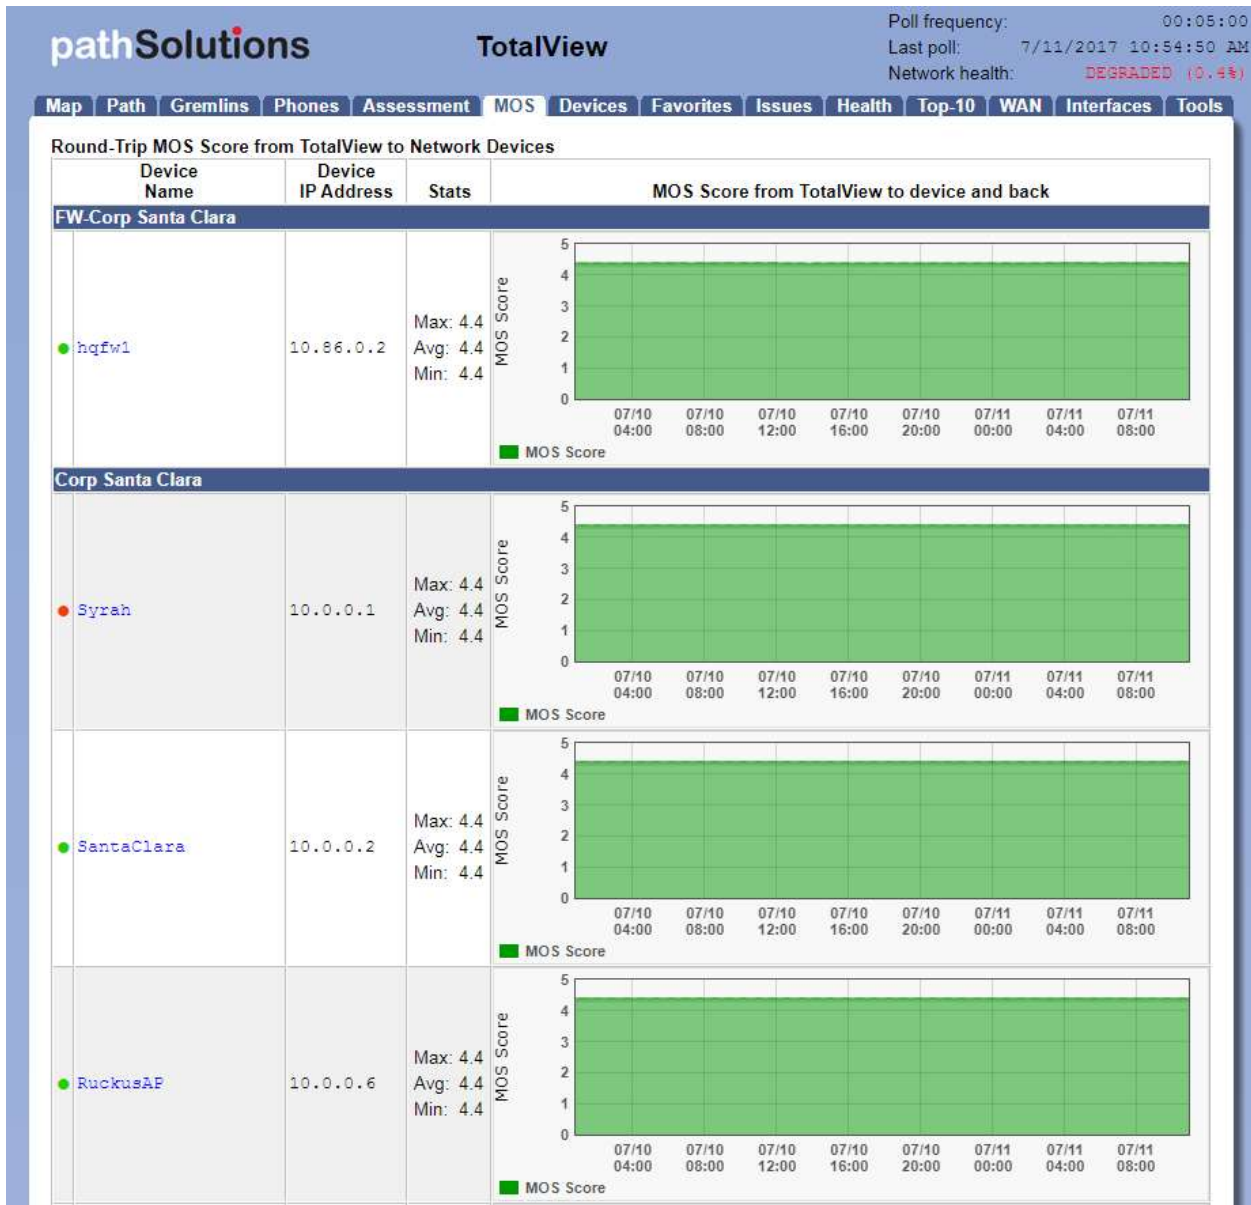 pathSolutions
TotalView
Poll frequency: 00:05:00
Last poll: 7/11/2017 10:54:50 AM
Network health: DEGRADED (0.4%)
Map Path Gremlins Phones Assessment MOS Devices Favorites Issues Health Top-10 WAN Interfaces Tools
Round-Trip MOS Score from TotalView to Network Devices
Device Name Device IP Address Stats MOS Score from TotalView to device and back
FW-Corp Santa Clara
hqfw1 10.86.0.2
Max: 4.4
Avg: 4.4
Min: 4.4
MOS Score
5
4
3
2
1
0
07/10 07/10 07/10 07/10 07/10 07/11 07/11 07/11
04:00 08:00 12:00 16:00 20:00 00:00 04:00 08:00
MOS Score
Corp Santa Clara
Syrah 10.0.0.1
Max: 4.4
Avg: 4.4
Min: 4.4
MOS Score
5
4
3
2
1
0
07/10 07/10 07/10 07/10 07/10 07/11 07/11 07/11
04:00 08:00 12:00 16:00 20:00 00:00 04:00 08:00
MOS Score
SantaClara 10.0.0.2
Max: 4.4
Avg: 4.4
Min: 4.4
MOS Score
5
4
3
2
1
0
07/10 07/10 07/10 07/10 07/10 07/11 07/11 07/11
04:00 08:00 12:00 16:00 20:00 00:00 04:00 08:00
MOS Score
RuckusAP 10.0.0.6
Max: 4.4
Avg: 4.4
Min: 4.4
MOS Score
5
4
3
2
1
0
07/10 07/10 07/10 07/10 07/10 07/11 07/11 07/11
04:00 08:00 12:00 16:00 20:00 00:00 04:00 08:00
MOS Score